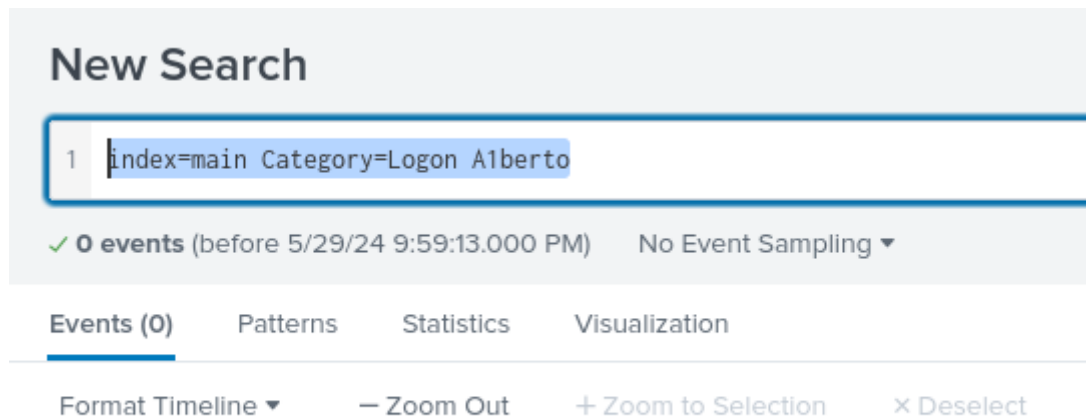 New Search
1 index=main Category=Logon A1berto
✓ 0 events (before 5/29/24 9:59:13.000 PM) No Event Sampling ▾
Events (0) Patterns Statistics Visualization
Format Timeline ▾ — Zoom Out + Zoom to Selection × Deselect